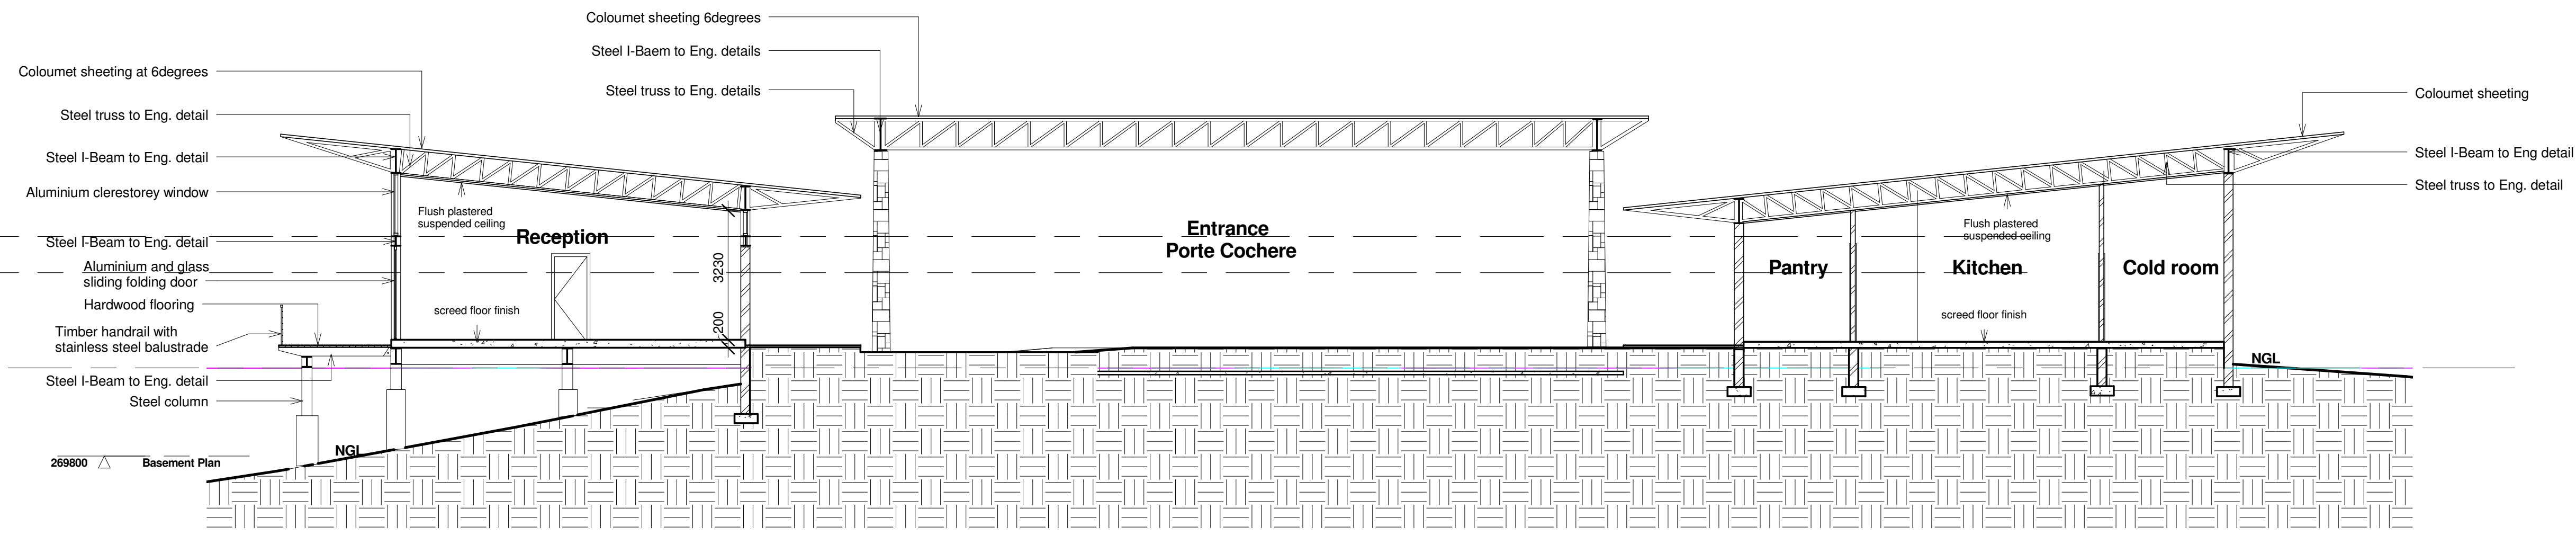 Coloumet sheeting 6degrees
Steel I-Baem to Eng. details
Steel truss to Eng. details
Coloumet sheeting at 6degrees
Steel truss to Eng. detail
Steel I-Beam to Eng. detail
Aluminium clerestorey window
Steel I-Beam to Eng. detail
Aluminium and glass
sliding folding door
Hardwood flooring
Timber handrail with
stainless steel balustrade
Steel I-Beam to Eng. detail
Steel column
NGL
269800
Basement Plan
Flush plastered
suspended ceiling
Reception
screed floor finish
3230
200
Entrance
Porte Cochere
Pantry
Kitchen
Cold room
Flush plastered
suspended ceiling
screed floor finish
NGL
Coloumet sheeting
Steel I-Beam to Eng detail
Steel truss to Eng. detail